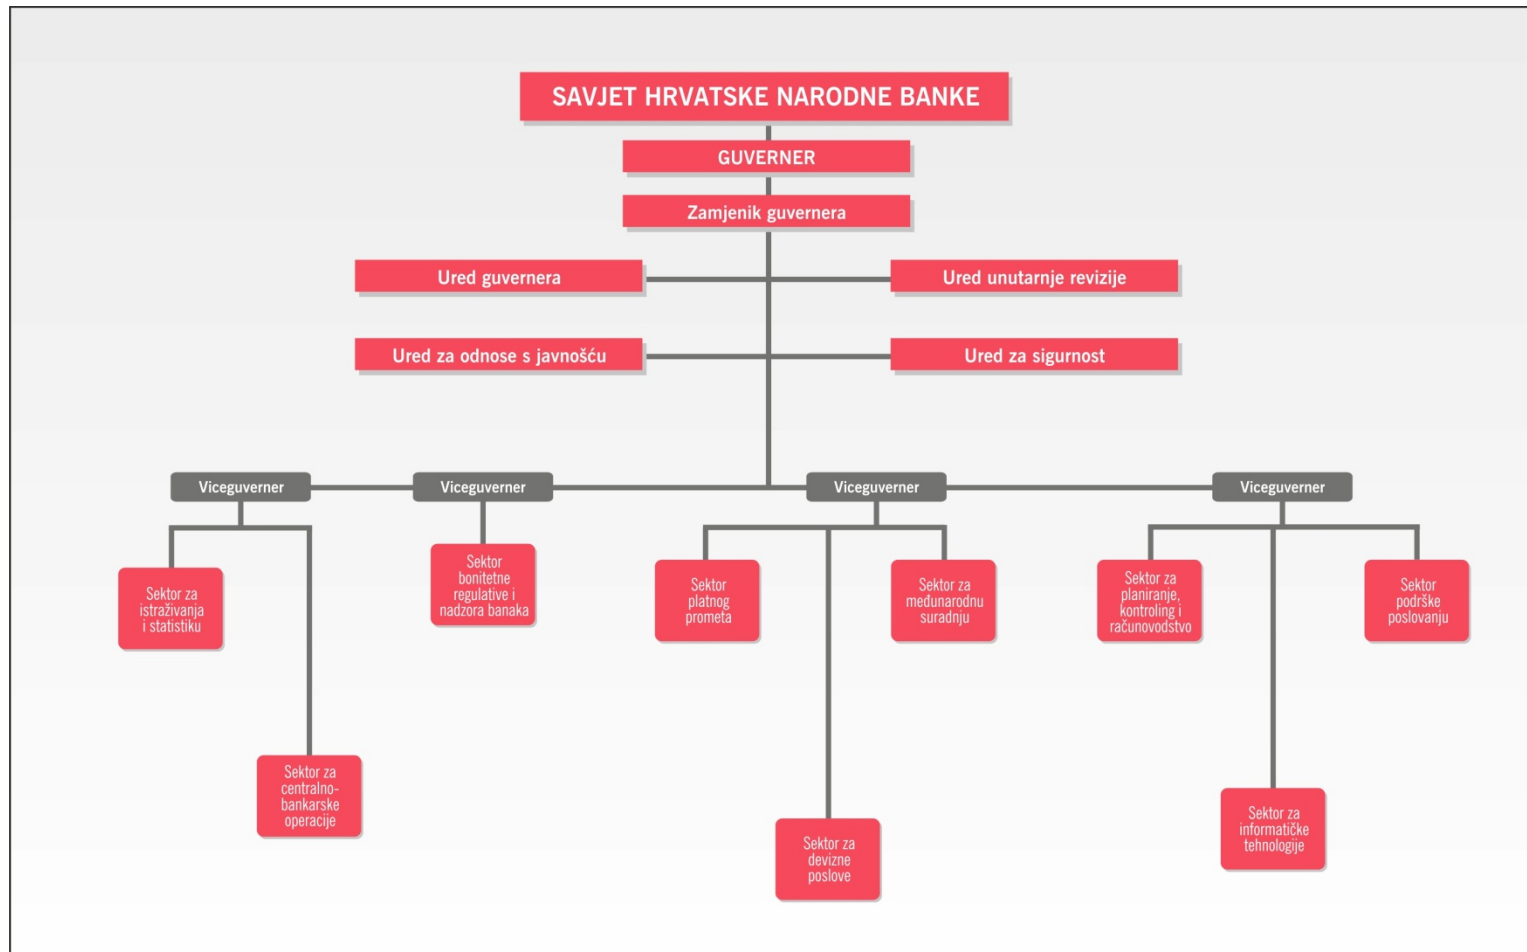 SAVJET HRVATSKE NARODNE BANKE
GUVERNER
Zamjenik guvernera
Ured guvernera
Ured unutarnje revizije
Ured za odnose s javnošću
Ured za sigurnost
Viceguverner
Viceguverner
Viceguverner
Viceguverner
Sektor za
istraživanja
i statistiku
Sektor
bonitetne
regulative i
nadzora banaka
Sektor
platnog
prometa
Sektor za
međunarodnu
suradnju
Sektor za
planiranje,
kontroling i
računovodstvo
Sektor
podrške
poslovanju
Sektor za
centralno-
bankarske
operacije
Sektor za
devizne
poslove
Sektor za
informatičke
tehnologije